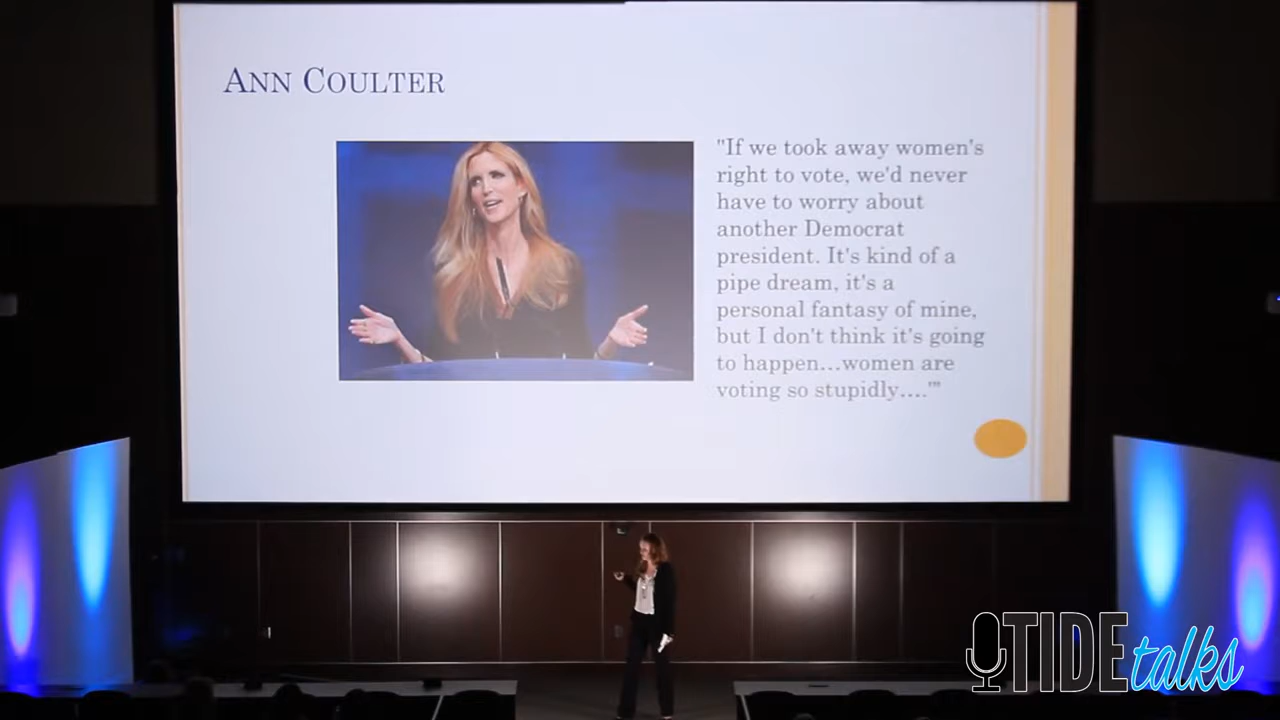 ANN COULTER
"If we took away women's
right to vote, we'd never
have to worry about
another Democrat
president. It's kind of a
pipe dream, it's a
personal fantasy of mine,
but I don't think it's going
to happen...women are
voting so stupidly....'"
TIDE talks